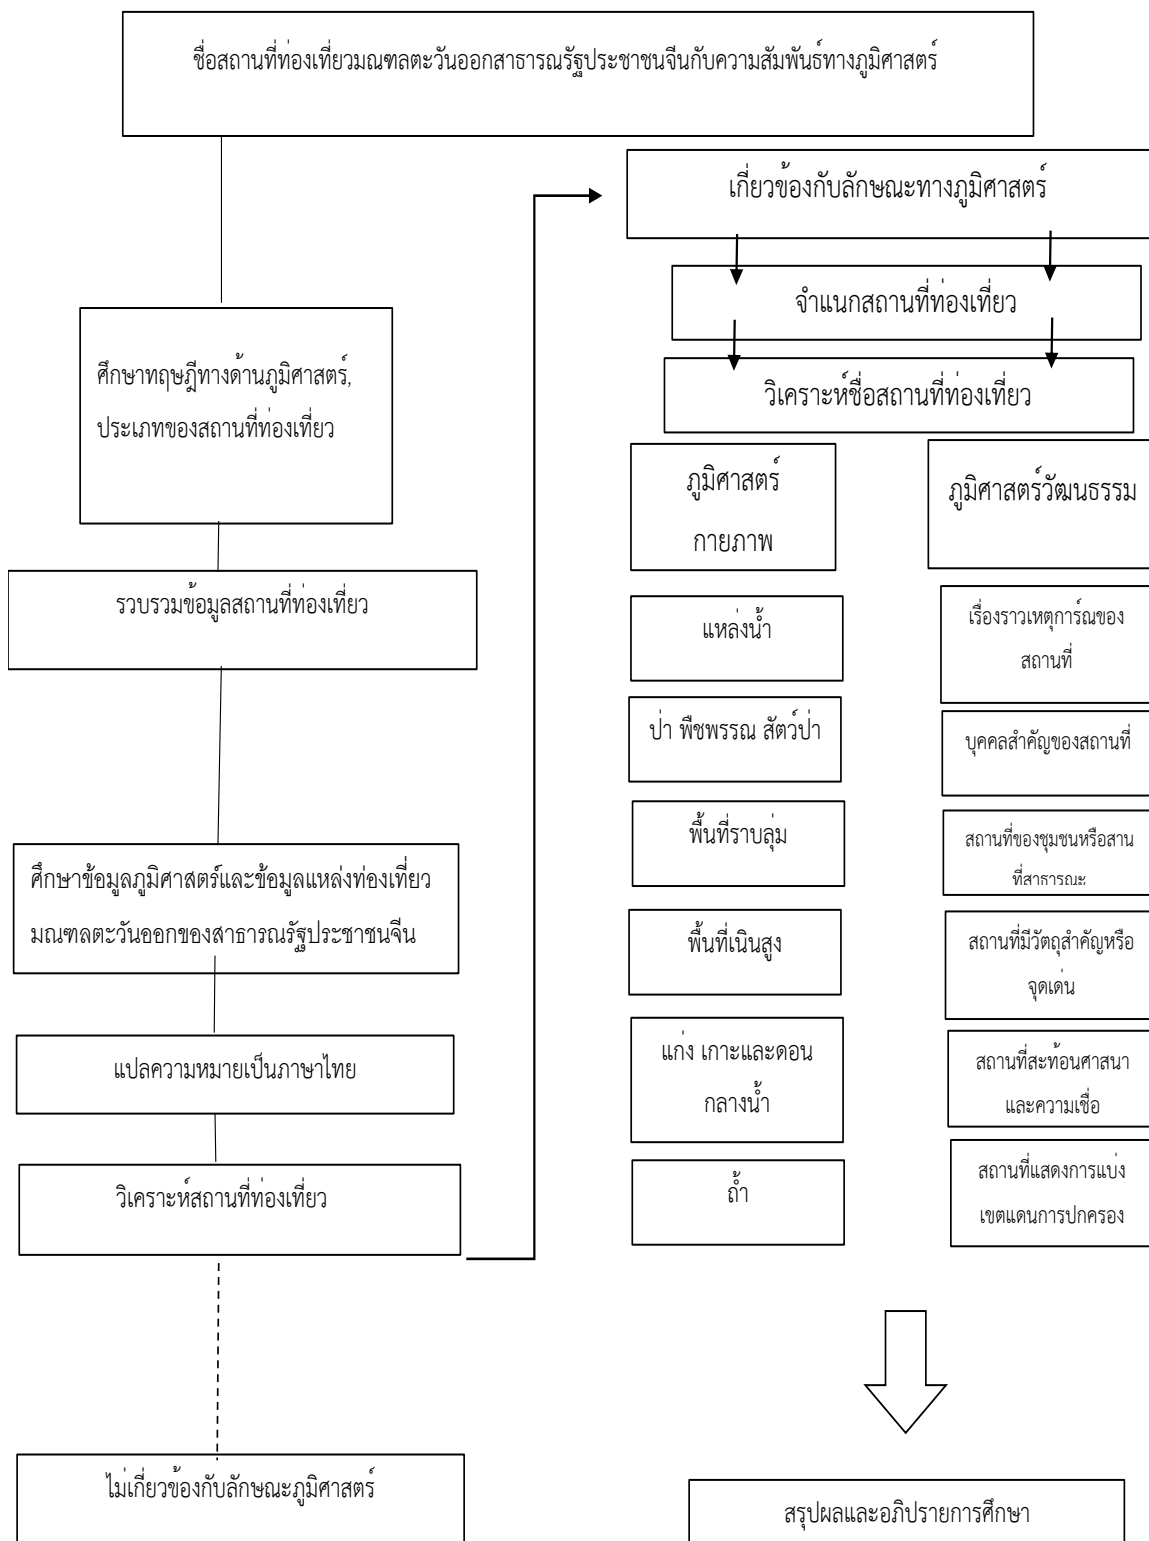 ชื่อสถานที่ท่องเที่ยวมณฑลตะวันออกสาธารณรัฐประชาชนจีนกับความสัมพันธ์ทางภูมิศาสตร์
ศึกษาทฤษฎีทางด้านภูมิศาสตร์,
ประเภทของสถานที่ท่องเที่ยว
รวบรวมข้อมูลสถานที่ท่องเที่ยว
ศึกษาข้อมูลภูมิศาสตร์และข้อมูลแหล่งท่องเที่ยว
มณฑลตะวันออกของสาธารณรัฐประชาชนจีน
แปลความหมายเป็นภาษาไทย
วิเคราะห์สถานที่ท่องเที่ยว
ไม่เกี่ยวข้องกับลักษณะภูมิศาสตร์
เกี่ยวข้องกับลักษณะทางภูมิศาสตร์
จำแนกสถานที่ท่องเที่ยว
วิเคราะห์ชื่อสถานที่ท่องเที่ยว
ภูมิศาสตร์
กายภาพ
แหล่งน้ำ
ป่า พืชพรรณ สัตว์ป่า
พื้นที่ราบลุ่ม
พื้นที่เนินสูง
แก่ง เกาะและดอน
กลางน้ำ
ถ้ำ
ภูมิศาสตร์วัฒนธรรม
เรื่องราวเหตุการ์ณของ
สถานที่
บุคคลสำคัญของสถานที่
สถานที่ของชุมชนหรือสาน
ที่สาธารณะ
สถานที่มีวัตถุสำคัญหรือ
จุดเด่น
สถานที่สะท้อนศาสนา
และความเชื่อ
สถานที่แสดงการแบ่ง
เขตแดนการปกครอง
สรุปผลและอภิปรายการศึกษา